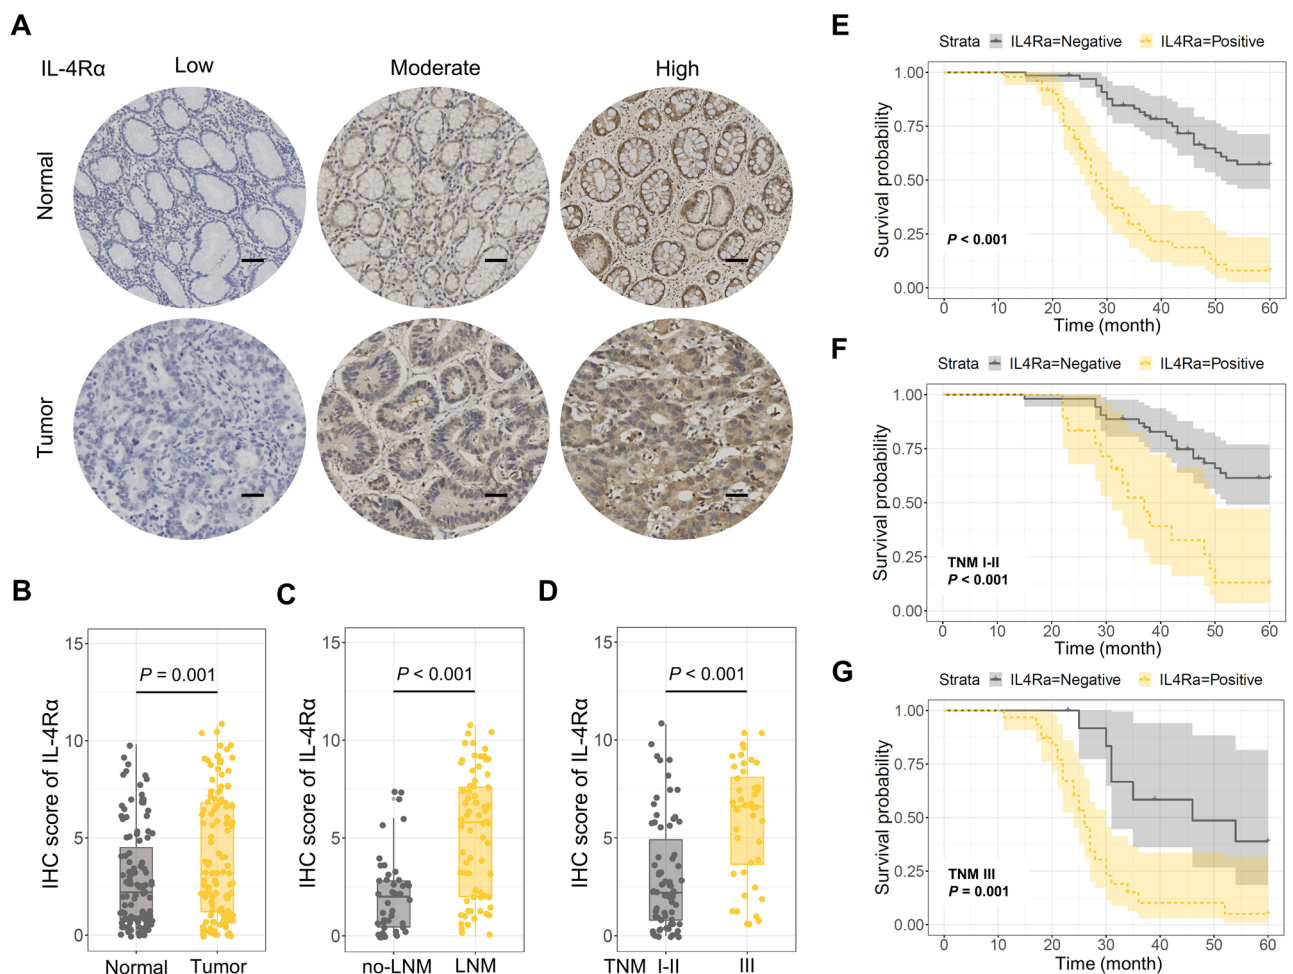 A
IL-4Rα
Low
Moderate
High
Normal
Tumor
B
IHC score of IL-4Rα
15
10
5
0
P = 0.001
Normal
Tumor
C
IHC score of IL-4Rα
15
10
5
0
P < 0.001
no-LNM
LNM
D
IHC score of IL-4Rα
15
10
5
0
P < 0.001
TNM I-II
III
E
Strata IL4Ra=Negative IL4Ra=Positive
Survival probability
1.00
0.75
0.50
0.25
0.00
P < 0.001
0 10 20 30 40 50 60
Time (month)
F
Strata IL4Ra=Negative IL4Ra=Positive
Survival probability
1.00
0.75
0.50
0.25
0.00
TNM I-II
P < 0.001
0 10 20 30 40 50 60
Time (month)
G
Strata IL4Ra=Negative IL4Ra=Positive
Survival probability
1.00
0.75
0.50
0.25
0.00
TNM III
P = 0.001
0 10 20 30 40 50 60
Time (month)